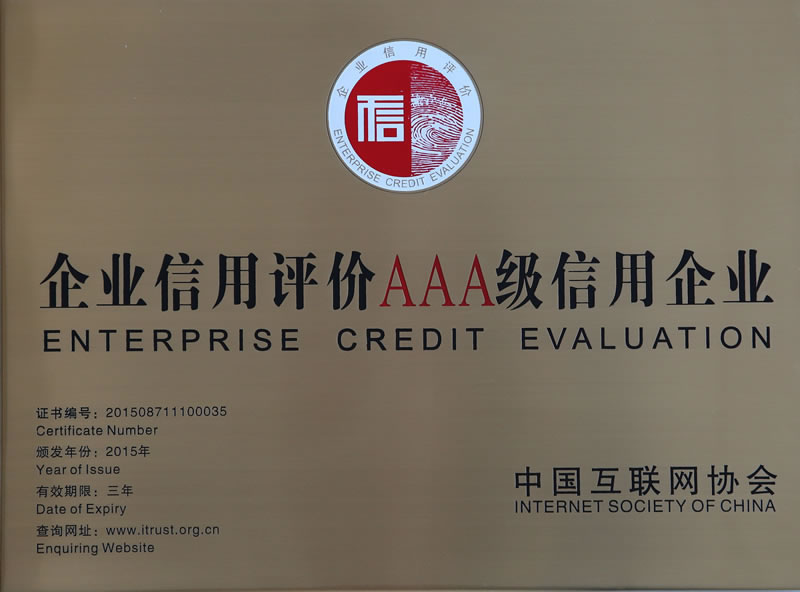 企业信用评价
信
ENTERPRISE CREDIT EVALUATION
企业信用评价AAA级信用企业
ENTERPRISE CREDIT EVALUATION
证书编号：201508711100035
Certificate Number
颁发年份：2015年
Year of Issue
有效期限：三年
Date of Expiry
查询网址：www.itrust.org.cn
Enquiring Website
中国互联网协会
INTERNET SOCIETY OF CHINA